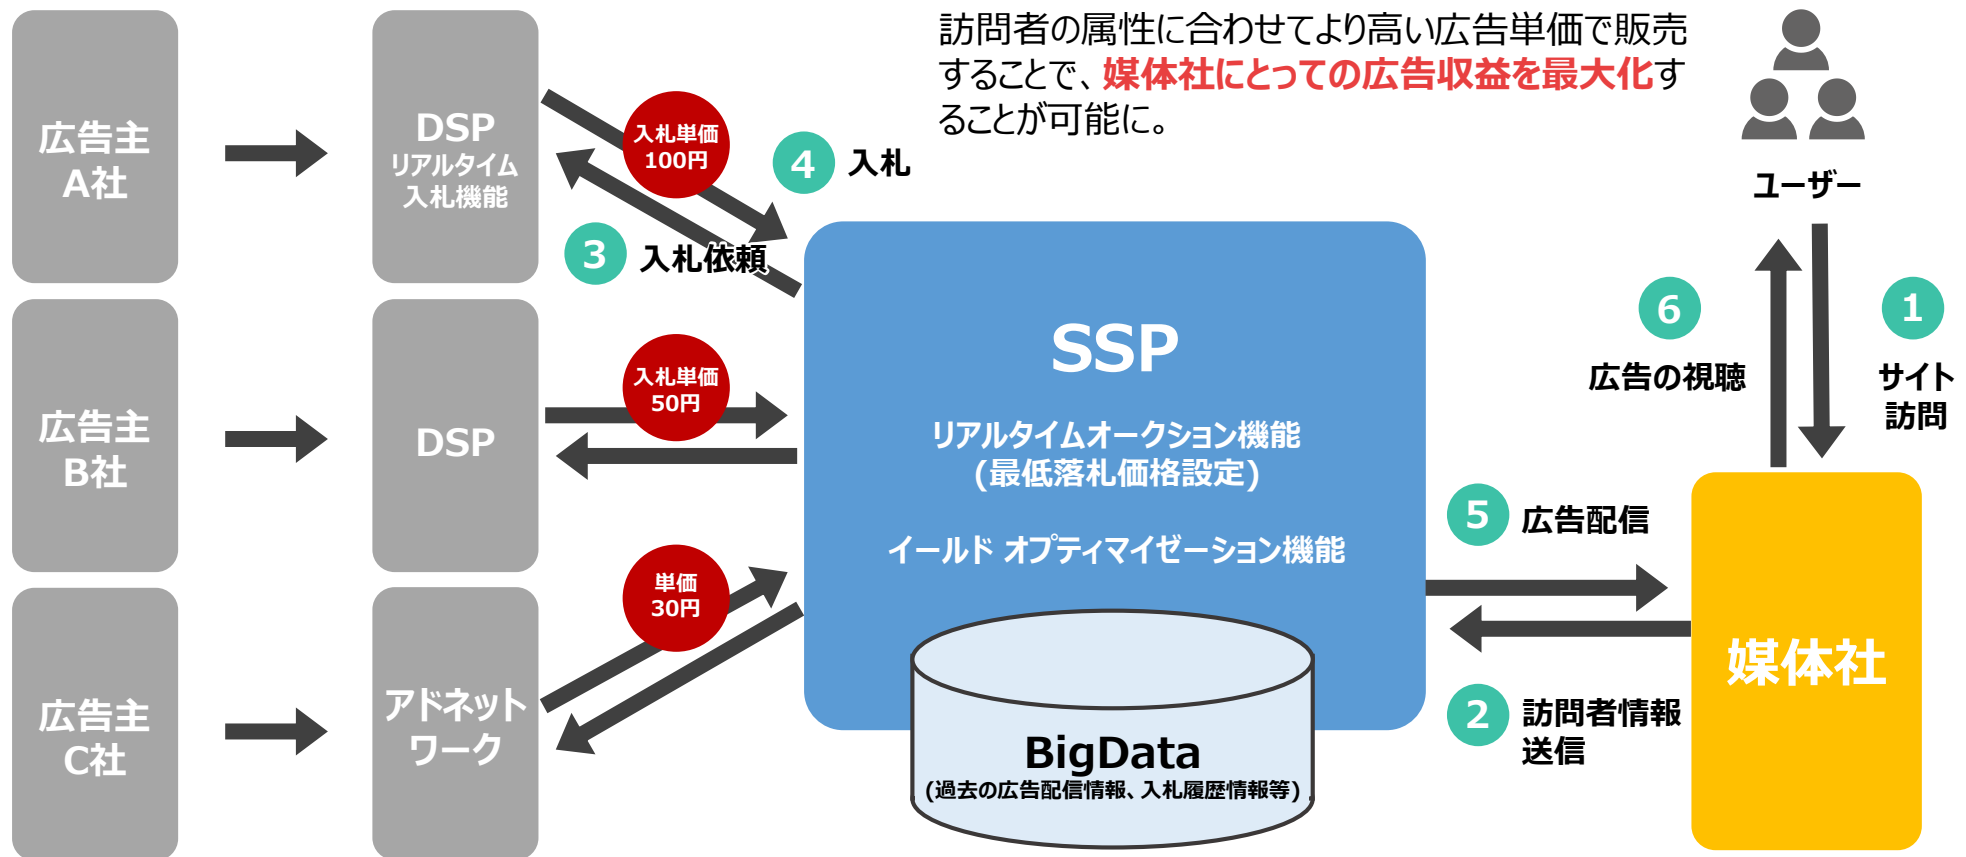 訪問者の属性に合わせてより高い広告単価で販売
することで、媒体社にとっての広告収益を最大化す
ることが可能に。
広告主
A社
DSP
リアルタイム
入札機能
入札単価
100円
4
入札
3
入札依頼
ユーザー
広告主
B社
DSP
入札単価
50円
SSP
リアルタイムオークション機能
(最低落札価格設定)
イールド オプティマイゼーション機能
6
広告の視聴
1
サイト
訪問
広告主
C社
アドネット
ワーク
単価
30円
BigData
(過去の広告配信情報、入札履歴情報等)
5
広告配信
2
訪問者情報
送信
媒体社